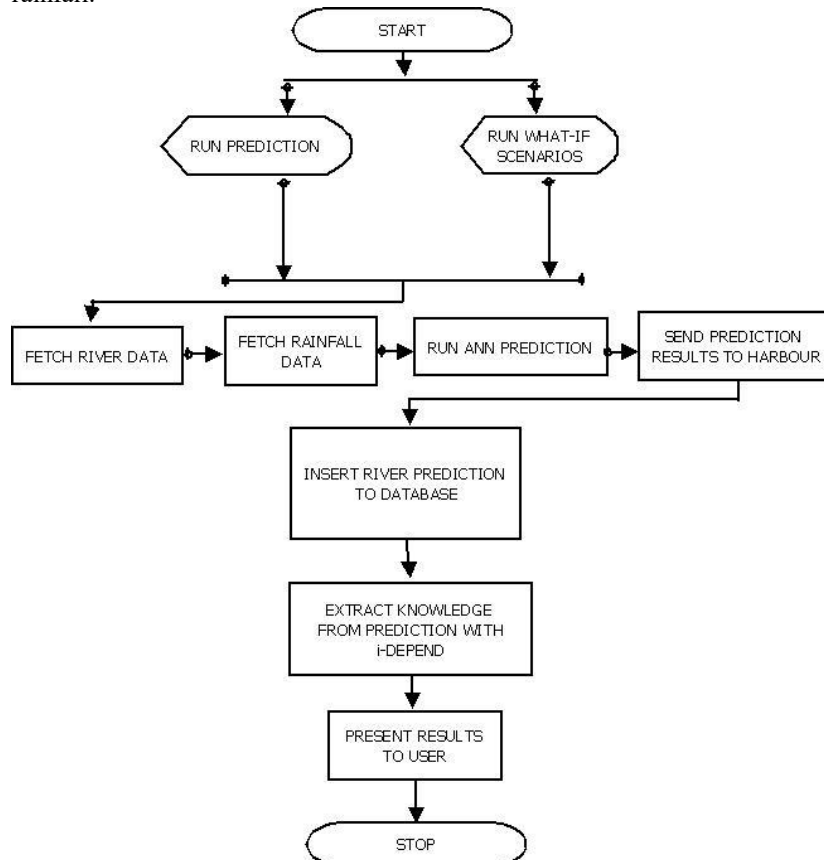 rainfall.
START
RUN PREDICTION
RUN WHAT-IF
SCENARIOS
FETCH RIVER DATA
FETCH RAINFALL
DATA
RUN ANN PREDICTION
SEND PREDICTION
RESULTS TO HARBOUR
INSERT RIVER PREDICTION
TO DATABASE
EXTRACT KNOWLEDGE
FROM PREDICTION WITH
i-DEPEND
PRESENT RESULTS
TO USER
STOP